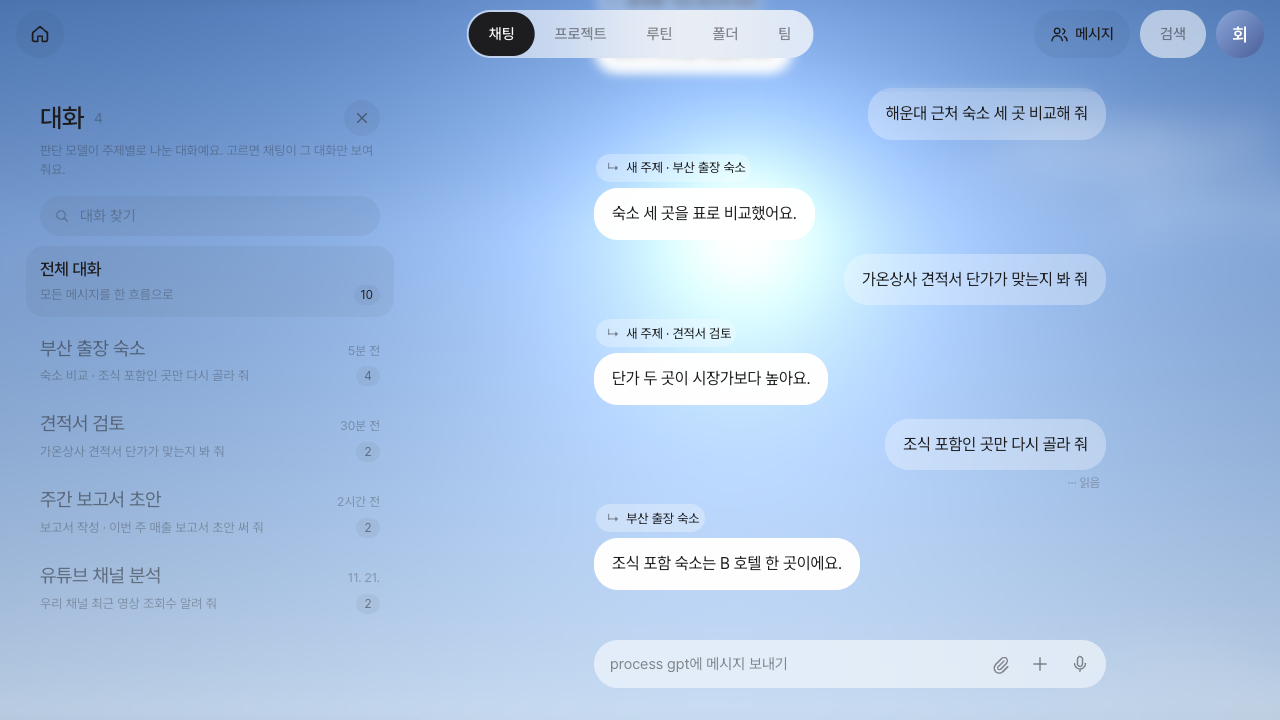 채팅
프로젝트
루틴
폴더
팀
메시지
검색
회
대화 4
판단 모델이 주제별로 나눈 대화예요. 고르면 채팅이 그 대화만 보여
줘요.
대화 찾기
전체 대화
모든 메시지를 한 흐름으로 10
부산 출장 숙소 5분 전
숙소 비교 · 조식 포함인 곳만 다시 골라 줘 4
견적서 검토 30분 전
가온상사 견적서 단가가 맞는지 봐 줘 2
주간 보고서 초안 2시간 전
보고서 작성 · 이번 주 매출 보고서 초안 써 줘 2
유튜브 채널 분석 11. 21.
우리 채널 최근 영상 조회수 알려 줘 2
해운대 근처 숙소 세 곳 비교해 줘
새 주제 · 부산 출장 숙소
숙소 세 곳을 표로 비교했어요.
가온상사 견적서 단가가 맞는지 봐 줘
새 주제 · 견적서 검토
단가 두 곳이 시장가보다 높아요.
조식 포함인 곳만 다시 골라 줘
··· 읽음
부산 출장 숙소
조식 포함 숙소는 B 호텔 한 곳이에요.
process gpt에 메시지 보내기